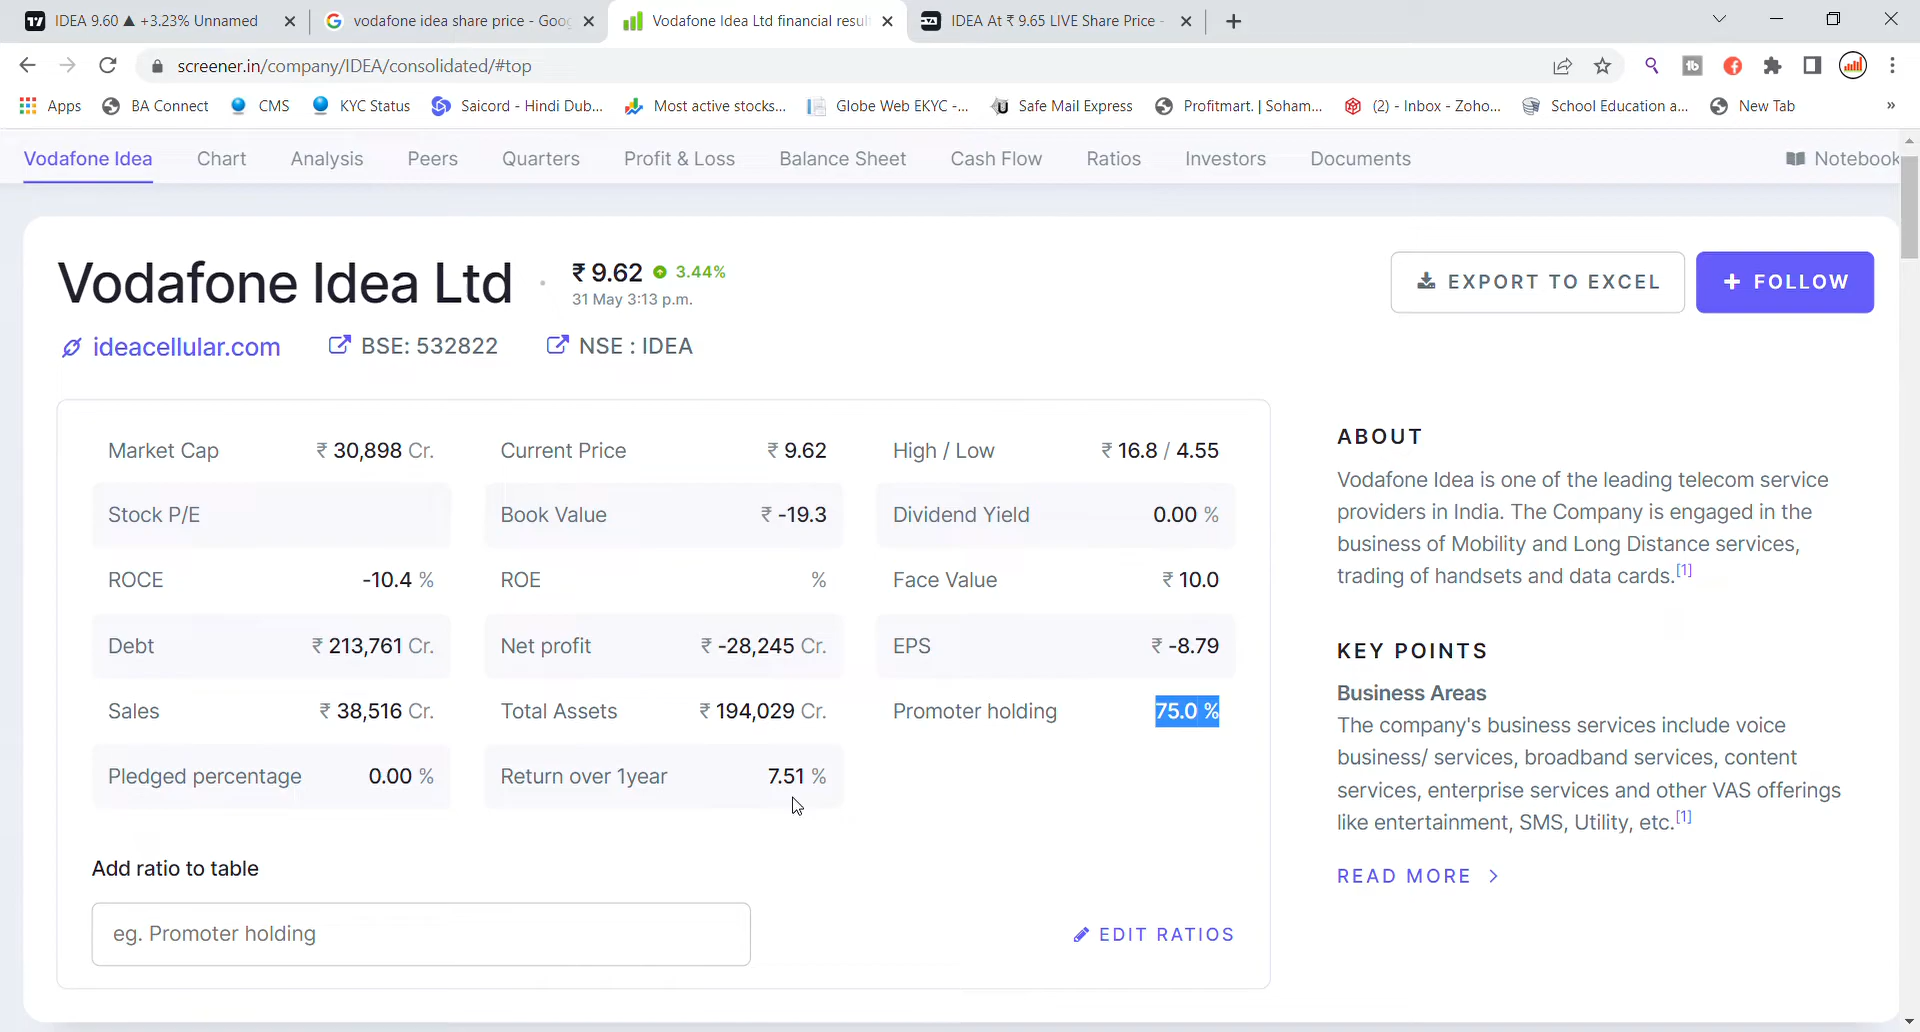 IDEA 9.60 ▲ +3.23% Unnamed
vodafone idea share price - Goog
Vodafone Idea Ltd financial result
IDEA At ₹ 9.65 LIVE Share Price -
screener.in/company/IDEA/consolidated/#top
Apps
BA Connect
CMS
KYC Status
Saicord - Hindi Dub...
Most active stocks...
Globe Web EKYC -...
Safe Mail Express
Profitmart. | Soham...
(2) - Inbox - Zoho...
School Education a...
New Tab
»
Vodafone Idea
Chart
Analysis
Peers
Quarters
Profit & Loss
Balance Sheet
Cash Flow
Ratios
Investors
Documents
Notebook
Vodafone Idea Ltd
₹ 9.62 3.44%
31 May 3:13 p.m.
EXPORT TO EXCEL
+ FOLLOW
ideacellular.com
BSE: 532822
NSE : IDEA
Market Cap ₹ 30,898 Cr.
Current Price ₹ 9.62
High / Low ₹ 16.8 / 4.55
Stock P/E
Book Value ₹ -19.3
Dividend Yield 0.00 %
ROCE -10.4 %
ROE %
Face Value ₹ 10.0
Debt ₹ 213,761 Cr.
Net profit ₹ -28,245 Cr.
EPS ₹ -8.79
Sales ₹ 38,516 Cr.
Total Assets ₹ 194,029 Cr.
Promoter holding 75.0 %
Pledged percentage 0.00 %
Return over 1year 7.51 %
Add ratio to table
eg. Promoter holding
EDIT RATIOS
ABOUT
Vodafone Idea is one of the leading telecom service
providers in India. The Company is engaged in the
business of Mobility and Long Distance services,
trading of handsets and data cards.[1]
KEY POINTS
Business Areas
The company's business services include voice
business/ services, broadband services, content
services, enterprise services and other VAS offerings
like entertainment, SMS, Utility, etc.[1]
READ MORE